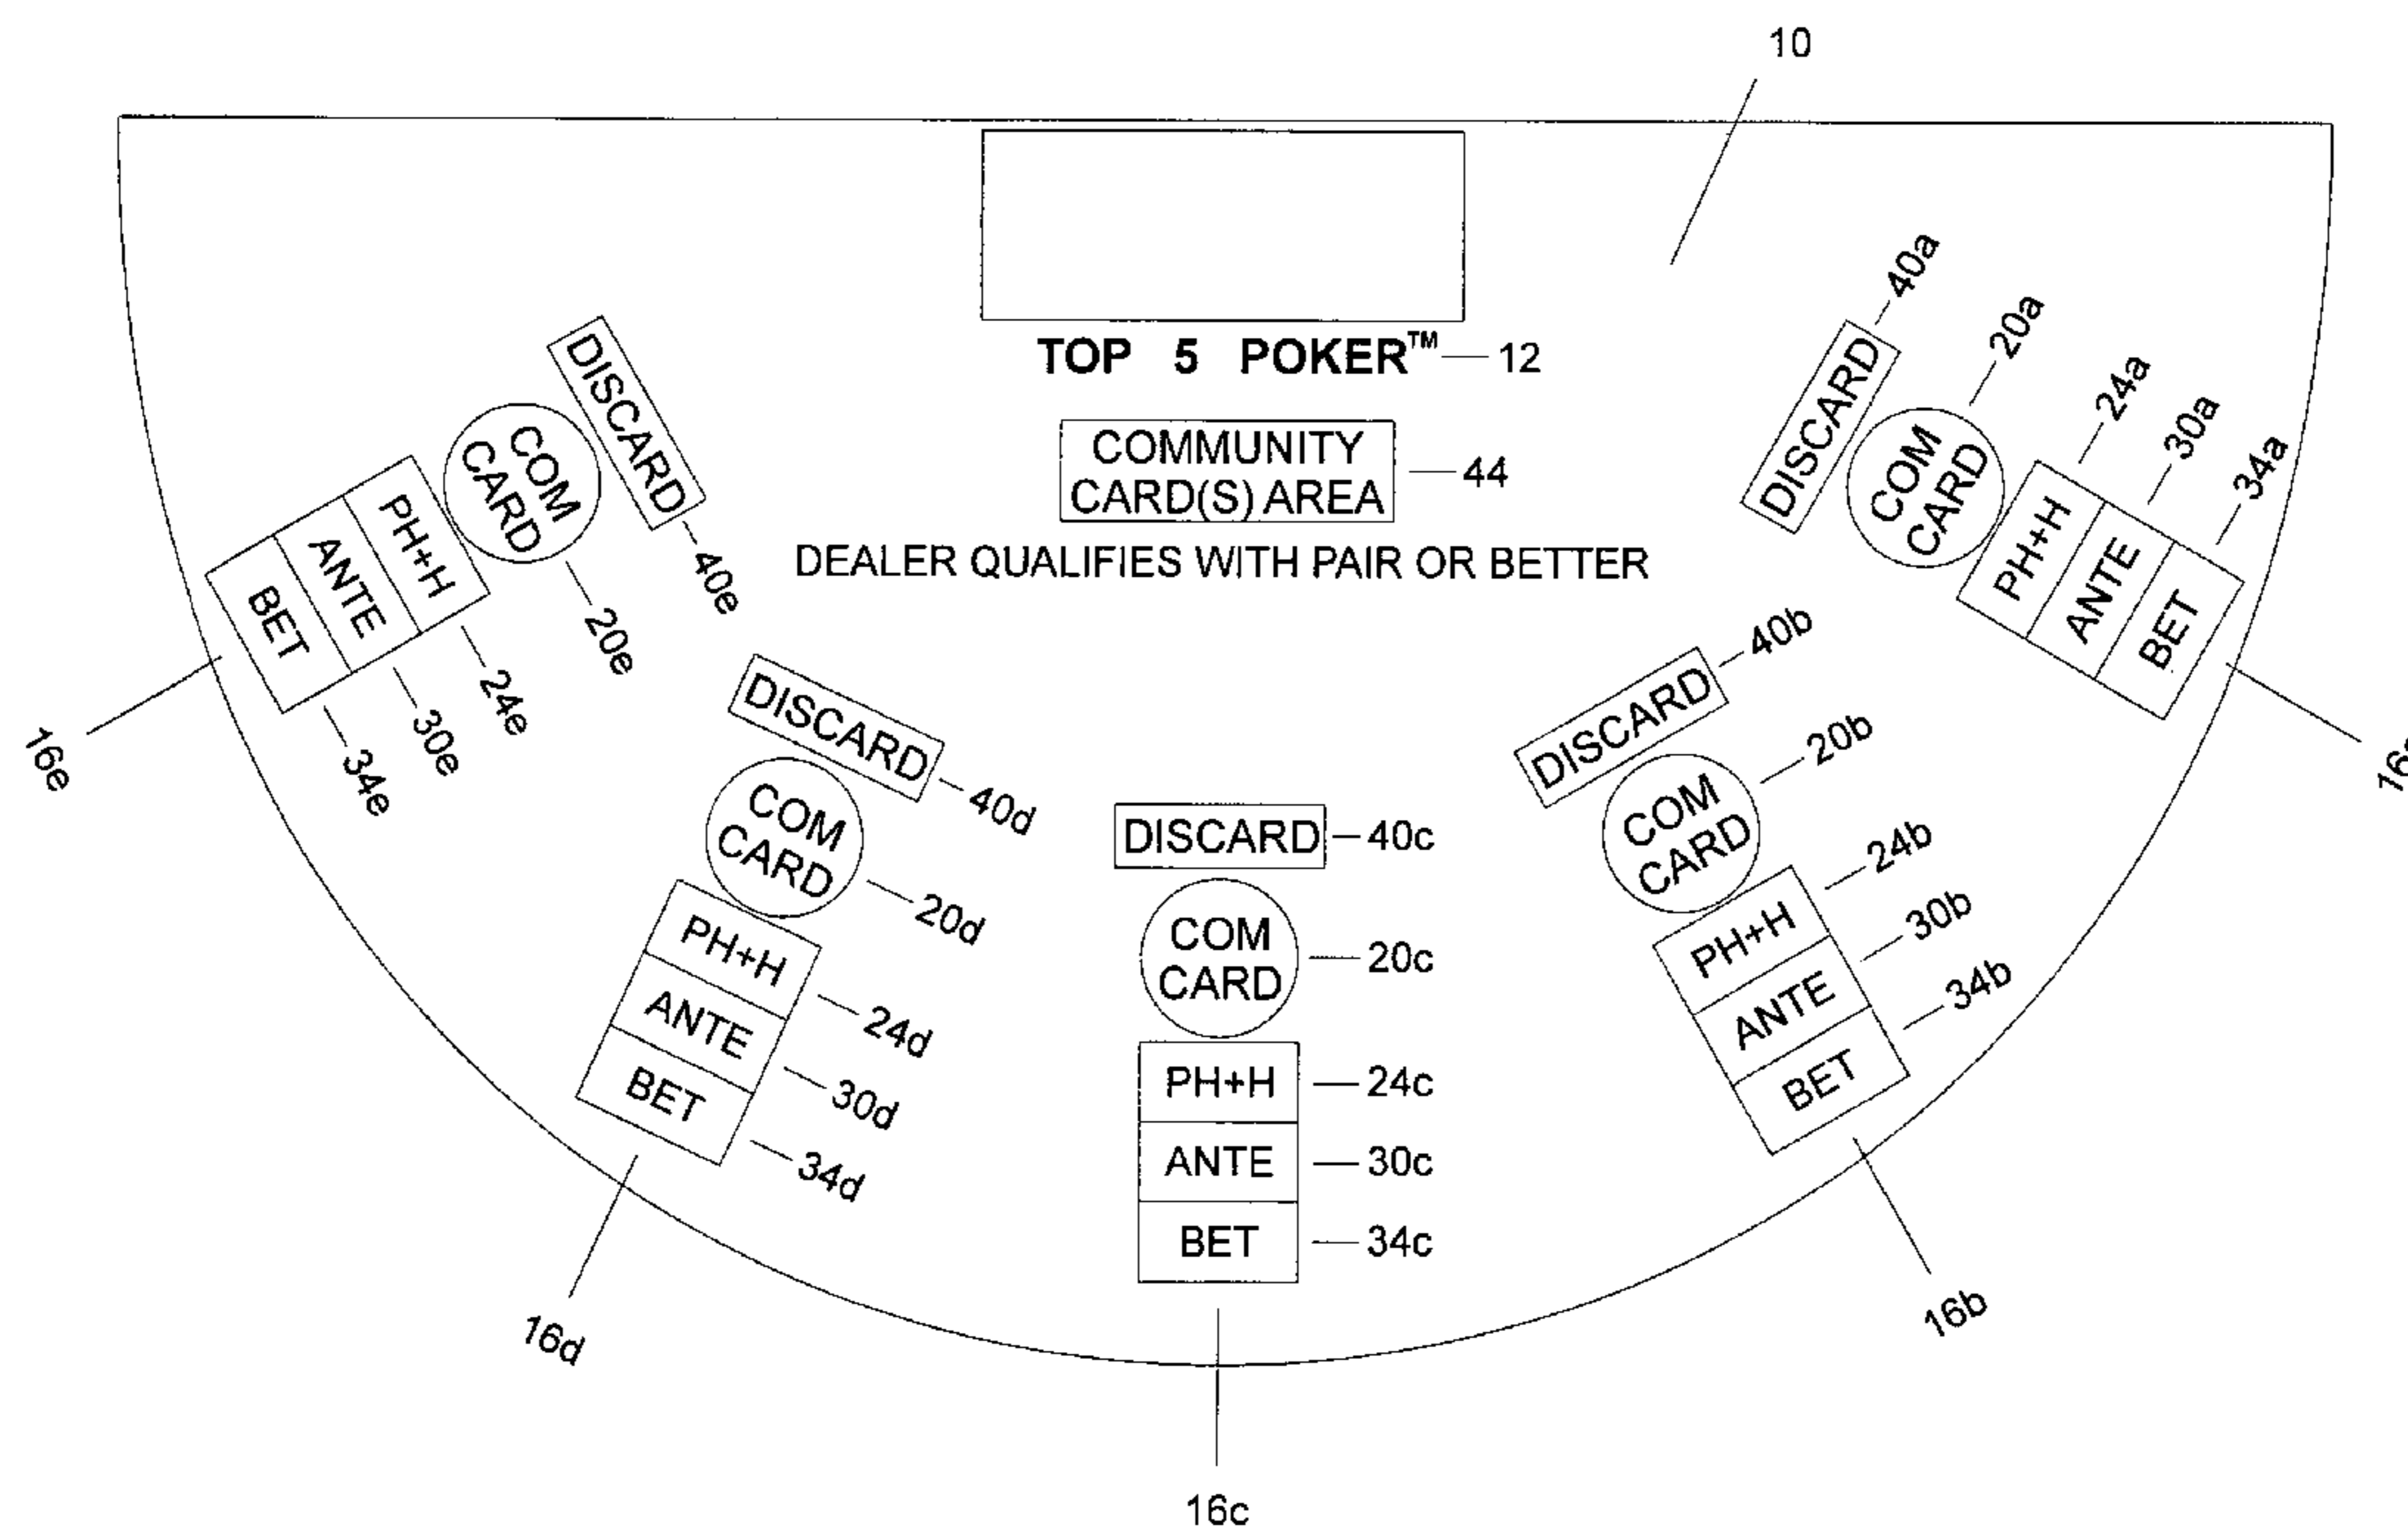 10
TOP 5 POKER™
12
COMMUNITY
CARD(S) AREA
44
DEALER QUALIFIES WITH PAIR OR BETTER
DISCARD
40e
COM
CARD
20e
PH+H
24e
ANTE
30e
BET
34e
16e
DISCARD
40d
COM
CARD
20d
PH+H
24d
ANTE
30d
BET
34d
16d
DISCARD
40c
COM
CARD
20c
PH+H
24c
ANTE
30c
BET
34c
16c
DISCARD
40b
COM
CARD
20b
PH+H
24b
ANTE
30b
BET
34b
16b
DISCARD
40a
COM
CARD
20a
PH+H
24a
ANTE
30a
BET
34a